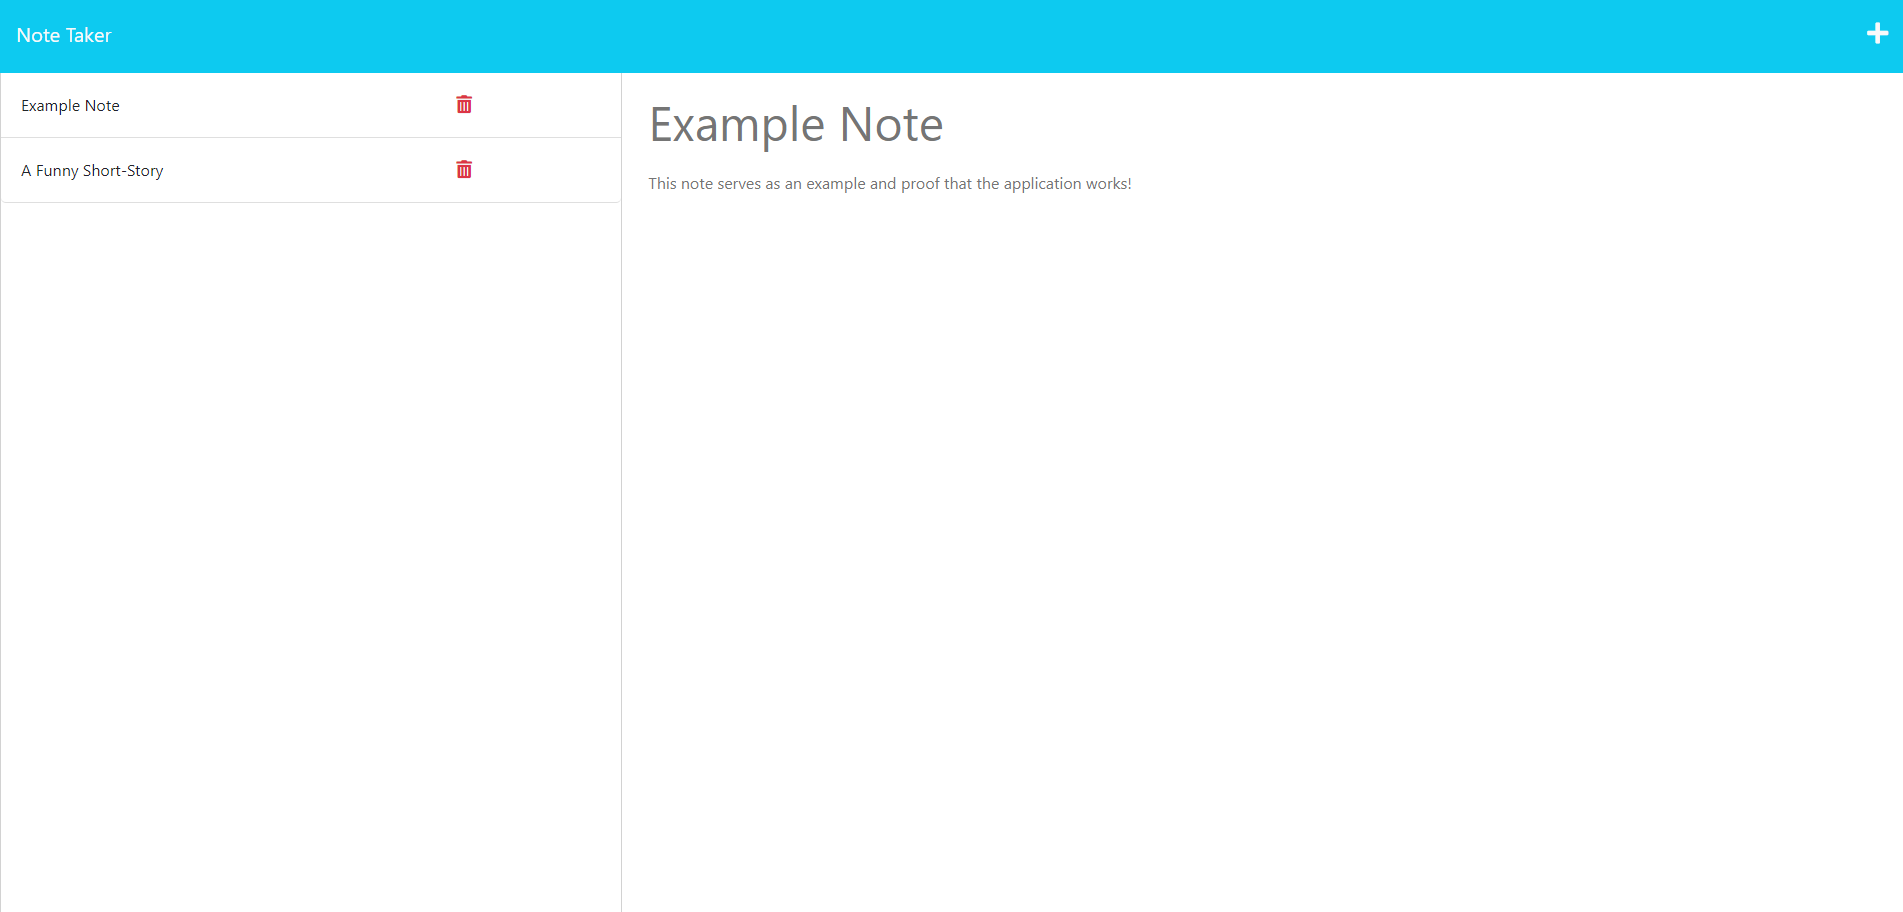 Note Taker
Example Note
A Funny Short-Story
Example Note
This note serves as an example and proof that the application works!